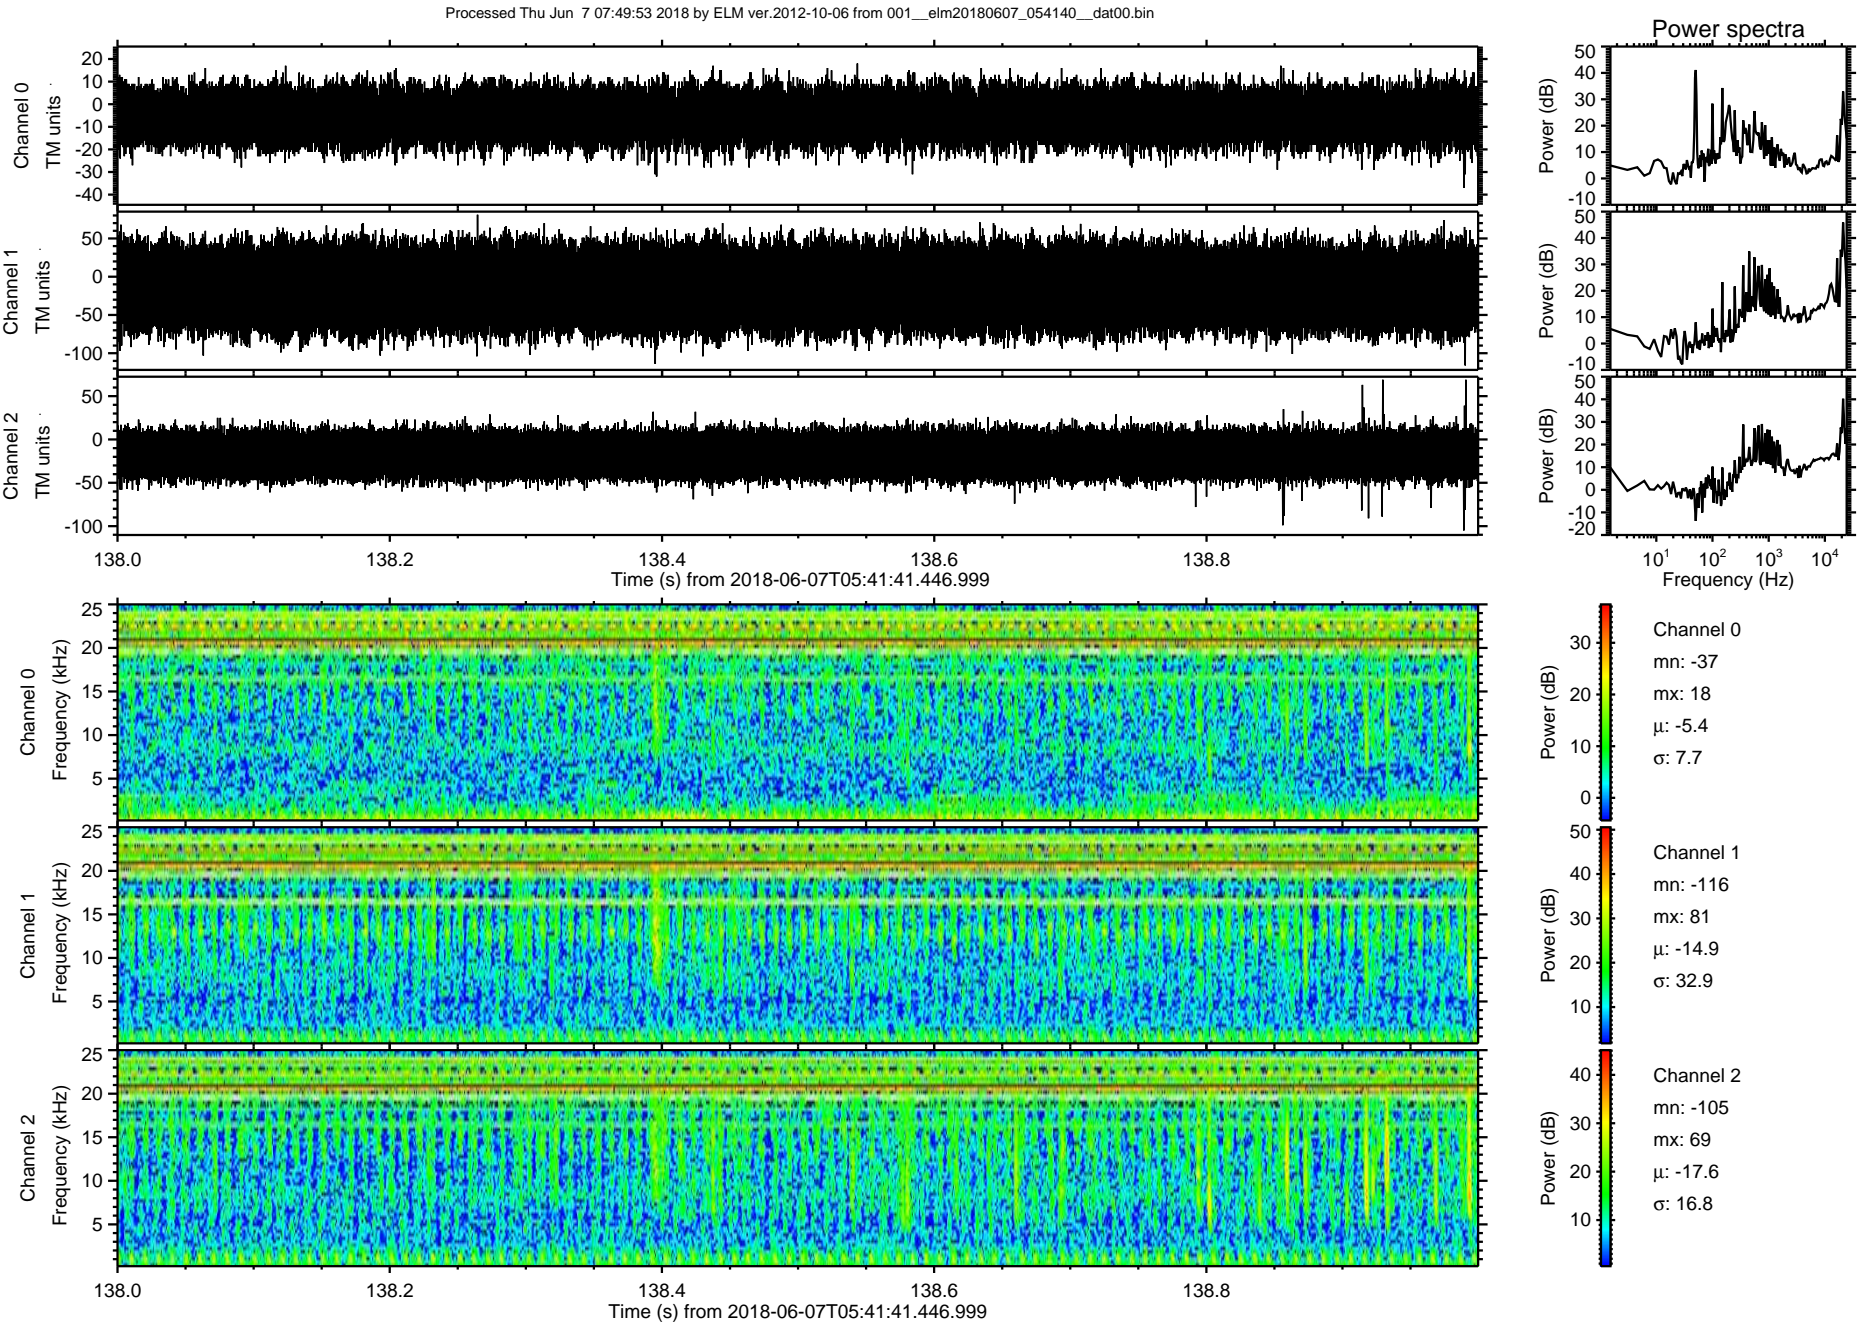 Processed Thu Jun 7 07:49:53 2018 by ELM ver.2012-10-06 from 001__elm20180607_054140__dat00.bin
Power spectra
Channel 0
TM units
20
10
0
-10
-20
-30
-40
Power (dB)
50
40
30
20
10
0
-10
Channel 1
TM units
50
0
-50
-100
Power (dB)
50
40
30
20
10
0
-10
Channel 2
TM units
50
0
-50
-100
Power (dB)
50
40
30
20
10
0
-10
-20
138.0 138.2 138.4 138.6 138.8
Time (s) from 2018-06-07T05:41:41.446.999
10¹ 10² 10³ 10⁴
Frequency (Hz)
Channel 0
Frequency (kHz)
25
20
15
10
5
Power (dB)
30
20
10
0
Channel 0
mn: -37
mx: 18
μ: -5.4
σ: 7.7
Channel 1
Frequency (kHz)
25
20
15
10
5
Power (dB)
50
40
30
20
10
Channel 1
mn: -116
mx: 81
μ: -14.9
σ: 32.9
Channel 2
Frequency (kHz)
25
20
15
10
5
Power (dB)
40
30
20
10
Channel 2
mn: -105
mx: 69
μ: -17.6
σ: 16.8
138.0 138.2 138.4 138.6 138.8
Time (s) from 2018-06-07T05:41:41.446.999